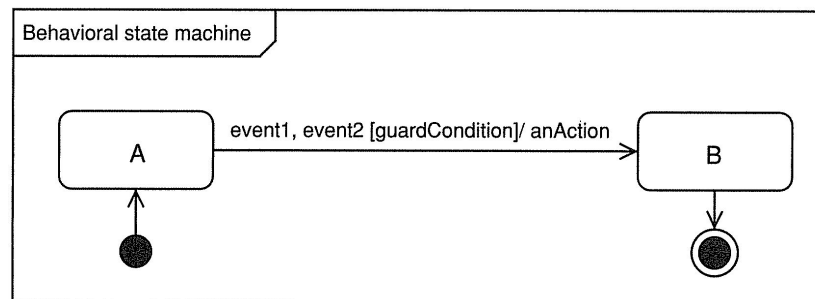 Behavioral state machine
event1, event2 [guardCondition]/ anAction
A
B